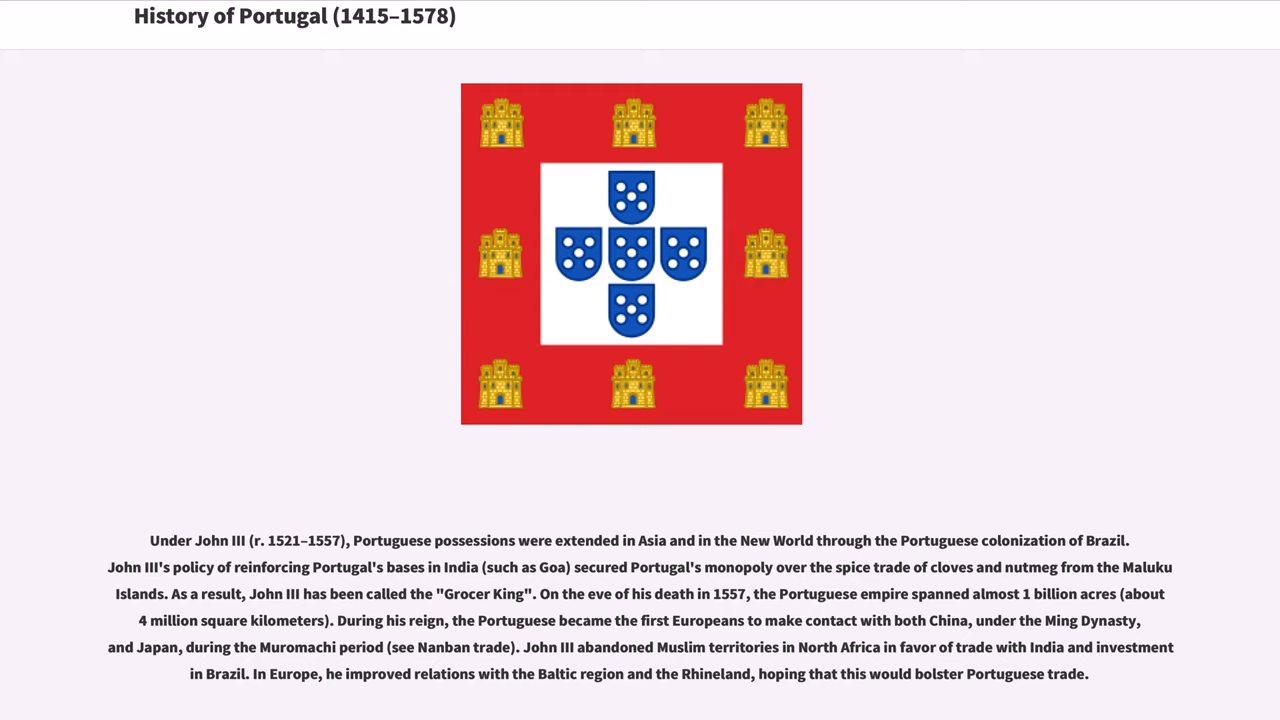 History of Portugal (1415–1578)
Under John III (r. 1521–1557), Portuguese possessions were extended in Asia and in the New World through the Portuguese colonization of Brazil.
John III's policy of reinforcing Portugal's bases in India (such as Goa) secured Portugal's monopoly over the spice trade of cloves and nutmeg from the Maluku
Islands. As a result, John III has been called the "Grocer King". On the eve of his death in 1557, the Portuguese empire spanned almost 1 billion acres (about
4 million square kilometers). During his reign, the Portuguese became the first Europeans to make contact with both China, under the Ming Dynasty,
and Japan, during the Muromachi period (see Nanban trade). John III abandoned Muslim territories in North Africa in favor of trade with India and investment
in Brazil. In Europe, he improved relations with the Baltic region and the Rhineland, hoping that this would bolster Portuguese trade.